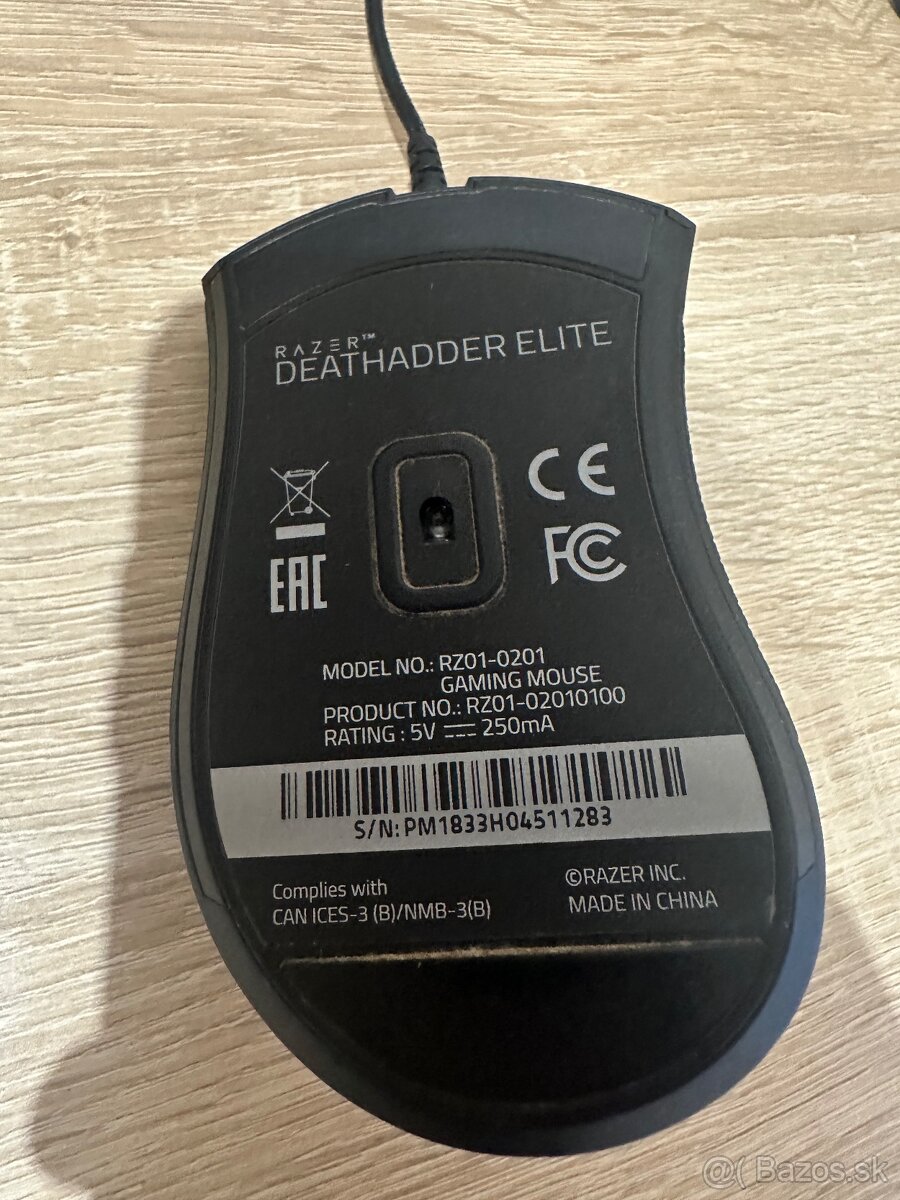 RAZER™
DEATHADDER ELITE
CE
EAC
FC
MODEL NO.: RZ01-0201
GAMING MOUSE
PRODUCT NO.: RZ01-02010100
RATING : 5V ⎓ 250mA
S/N: PM1833H04511283
Complies with
CAN ICES-3 (B)/NMB-3(B)
©RAZER INC.
MADE IN CHINA
@( Bazos.sk